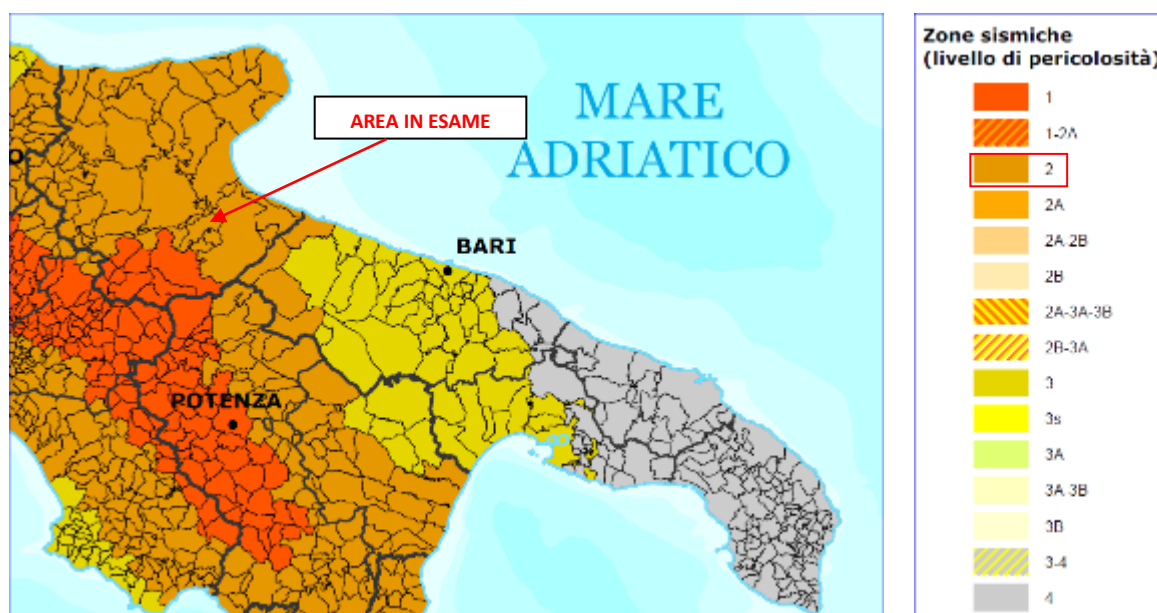 MARE
ADRIATICO
AREA IN ESAME
BARI
POTENZA
O
Zone sismiche
(livello di pericolosità)
1
1-2A
2
2A
2A-2B
2B
2A-3A-3B
2B-3A
3
3s
3A
3A-3B
3B
3-4
4